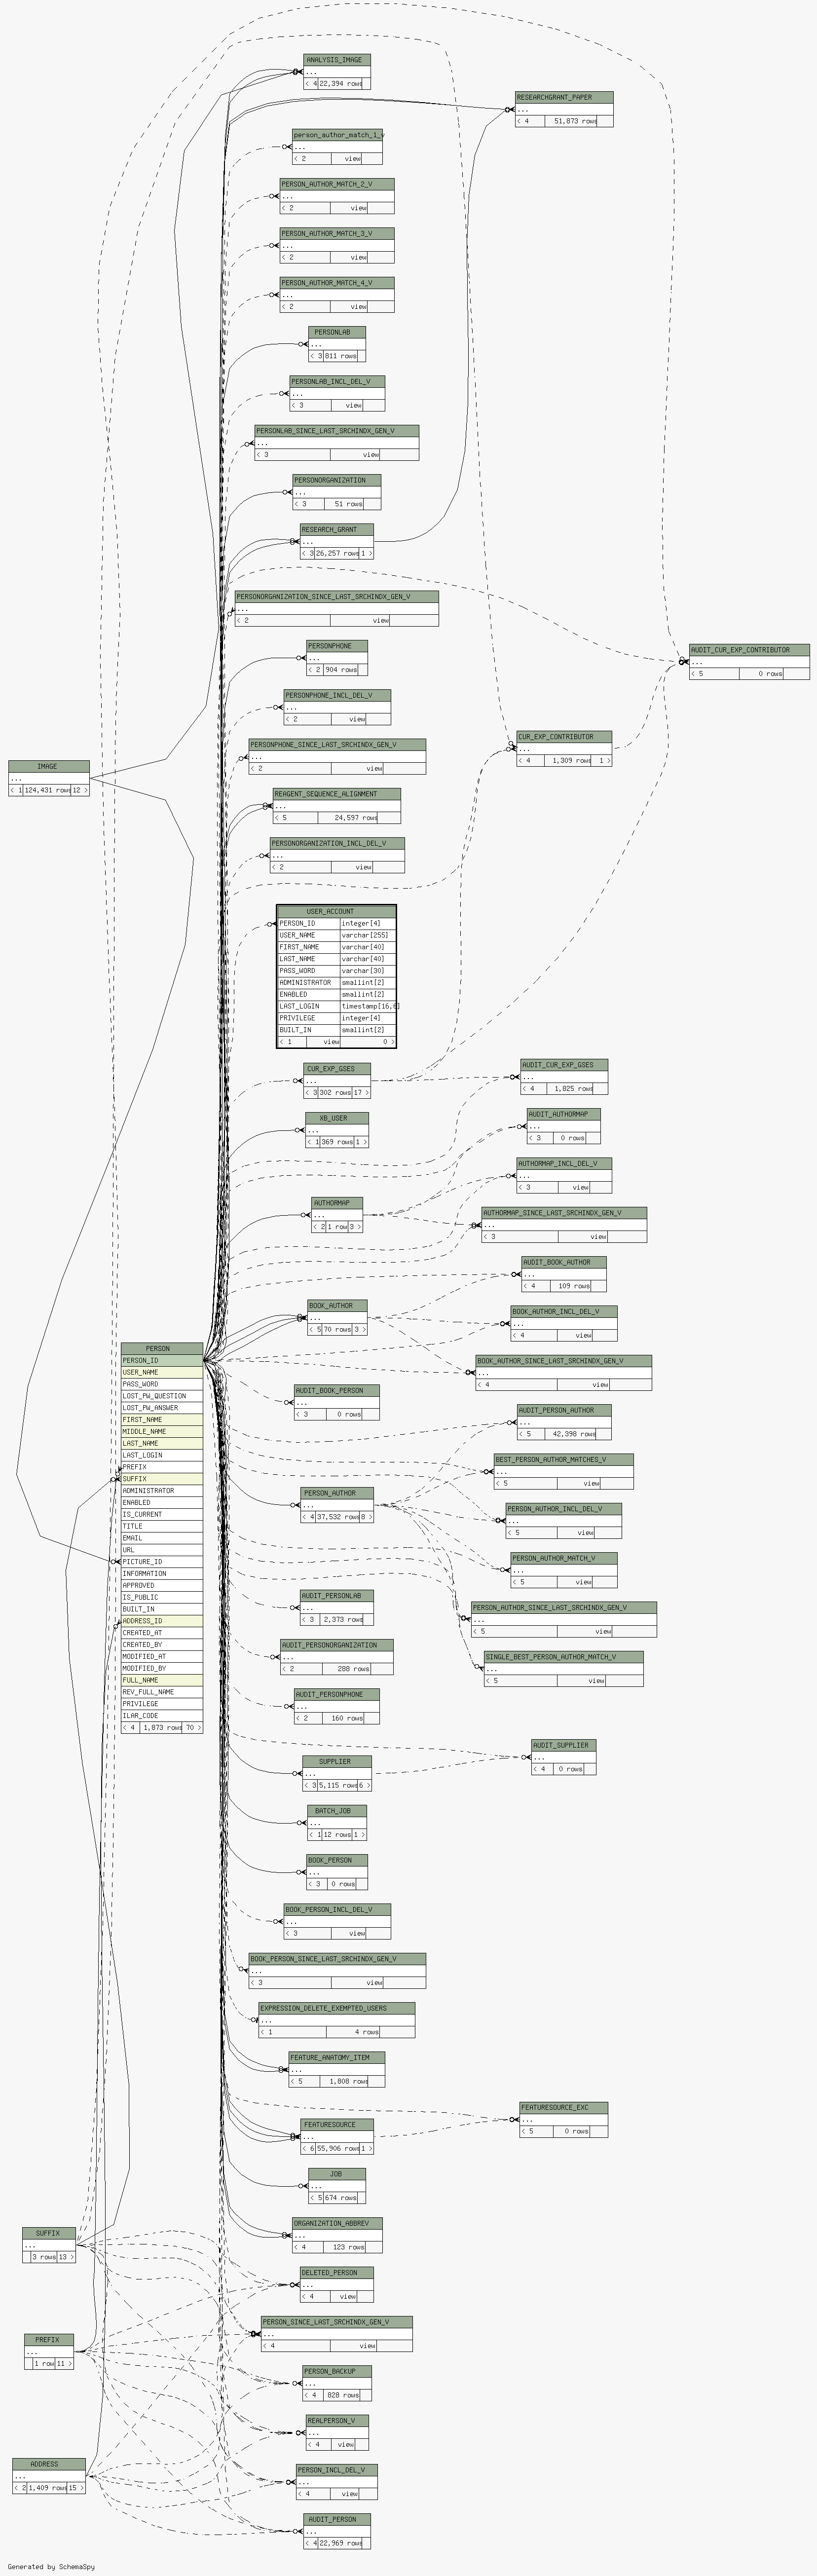 ANALYSIS_IMAGE
...
< 4 22,394 rows
RESEARCHGRANT_PAPER
...
< 4 51,873 rows
person_author_match_1_v
...
< 2 view
PERSON_AUTHOR_MATCH_2_V
...
< 2 view
PERSON_AUTHOR_MATCH_3_V
...
< 2 view
PERSON_AUTHOR_MATCH_4_V
...
< 2 view
PERSONLAB
...
< 3 811 rows
PERSONLAB_INCL_DEL_V
...
< 3 view
PERSONLAB_SINCE_LAST_SRCHINDX_GEN_V
...
< 3 view
PERSONORGANIZATION
...
< 3 51 rows
RESEARCH_GRANT
...
< 3 26,257 rows 1 >
PERSONORGANIZATION_SINCE_LAST_SRCHINDX_GEN_V
...
< 2 view
PERSONPHONE
...
< 2 904 rows
AUDIT_CUR_EXP_CONTRIBUTOR
...
< 5 0 rows
PERSONPHONE_INCL_DEL_V
...
< 2 view
CUR_EXP_CONTRIBUTOR
...
< 4 1,309 rows 1 >
PERSONPHONE_SINCE_LAST_SRCHINDX_GEN_V
...
< 2 view
IMAGE
...
< 1 124,431 rows 12 >
REAGENT_SEQUENCE_ALIGNMENT
...
< 5 24,597 rows
PERSONORGANIZATION_INCL_DEL_V
...
< 2 view
USER_ACCOUNT
PERSON_ID integer[4]
USER_NAME varchar[255]
FIRST_NAME varchar[40]
LAST_NAME varchar[40]
PASS_WORD varchar[30]
ADMINISTRATOR smallint[2]
ENABLED smallint[2]
LAST_LOGIN timestamp[16,6]
PRIVILEGE integer[4]
BUILT_IN smallint[2]
< 1 view 0 >
CUR_EXP_GSES
...
< 3 302 rows 17 >
AUDIT_CUR_EXP_GSES
...
< 4 1,825 rows
XB_USER
...
< 1 369 rows 1 >
AUDIT_AUTHORMAP
...
< 3 0 rows
AUTHORMAP_INCL_DEL_V
...
< 3 view
AUTHORMAP
...
< 2 1 row 3 >
AUTHORMAP_SINCE_LAST_SRCHINDX_GEN_V
...
< 3 view
AUDIT_BOOK_AUTHOR
...
< 4 109 rows
BOOK_AUTHOR
...
< 5 70 rows 3 >
BOOK_AUTHOR_INCL_DEL_V
...
< 4 view
BOOK_AUTHOR_SINCE_LAST_SRCHINDX_GEN_V
...
< 4 view
PERSON
PERSON_ID
USER_NAME
PASS_WORD
LOST_PW_QUESTION
LOST_PW_ANSWER
FIRST_NAME
MIDDLE_NAME
LAST_NAME
LAST_LOGIN
PREFIX
SUFFIX
ADMINISTRATOR
ENABLED
IS_CURRENT
TITLE
EMAIL
URL
PICTURE_ID
INFORMATION
APPROVED
IS_PUBLIC
BUILT_IN
ADDRESS_ID
CREATED_AT
CREATED_BY
MODIFIED_AT
MODIFIED_BY
FULL_NAME
REV_FULL_NAME
PRIVILEGE
ILAR_CODE
< 4 1,873 rows 70 >
AUDIT_BOOK_PERSON
...
< 3 0 rows
AUDIT_PERSON_AUTHOR
...
< 5 42,398 rows
BEST_PERSON_AUTHOR_MATCHES_V
...
< 5 view
PERSON_AUTHOR
...
< 4 37,532 rows 8 >
PERSON_AUTHOR_INCL_DEL_V
...
< 5 view
PERSON_AUTHOR_MATCH_V
...
< 5 view
AUDIT_PERSONLAB
...
< 3 2,373 rows
PERSON_AUTHOR_SINCE_LAST_SRCHINDX_GEN_V
...
< 5 view
AUDIT_PERSONORGANIZATION
...
< 2 288 rows
SINGLE_BEST_PERSON_AUTHOR_MATCH_V
...
< 5 view
AUDIT_PERSONPHONE
...
< 2 160 rows
AUDIT_SUPPLIER
...
< 4 0 rows
SUPPLIER
...
< 3 5,115 rows 6 >
BATCH_JOB
...
< 1 12 rows 1 >
BOOK_PERSON
...
< 3 0 rows
BOOK_PERSON_INCL_DEL_V
...
< 3 view
BOOK_PERSON_SINCE_LAST_SRCHINDX_GEN_V
...
< 3 view
EXPRESSION_DELETE_EXEMPTED_USERS
...
< 1 4 rows
FEATURE_ANATOMY_ITEM
...
< 5 1,808 rows
FEATURESOURCE_EXC
...
< 5 0 rows
FEATURESOURCE
...
< 6 55,906 rows 1 >
JOB
...
< 5 674 rows
ORGANIZATION_ABBREV
...
< 4 123 rows
SUFFIX
...
3 rows 13 >
DELETED_PERSON
...
< 4 view
PERSON_SINCE_LAST_SRCHINDX_GEN_V
...
< 4 view
PREFIX
...
1 row 11 >
PERSON_BACKUP
...
< 4 828 rows
REALPERSON_V
...
< 4 view
ADDRESS
...
< 2 1,409 rows 15 >
PERSON_INCL_DEL_V
...
< 4 view
AUDIT_PERSON
...
< 4 22,969 rows
Generated by SchemaSpy